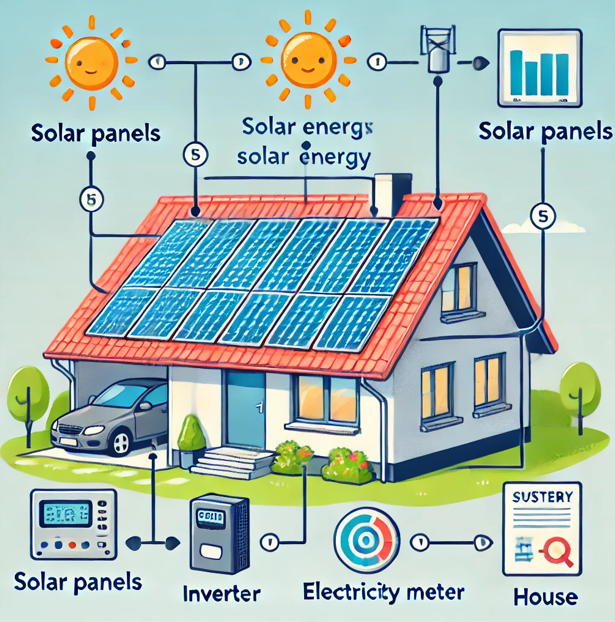 Solar panels
Solar energs
solar energy
Solar panels
5
5
5
SUSTERY
Solar panels
Inverter
Electricity meter
House